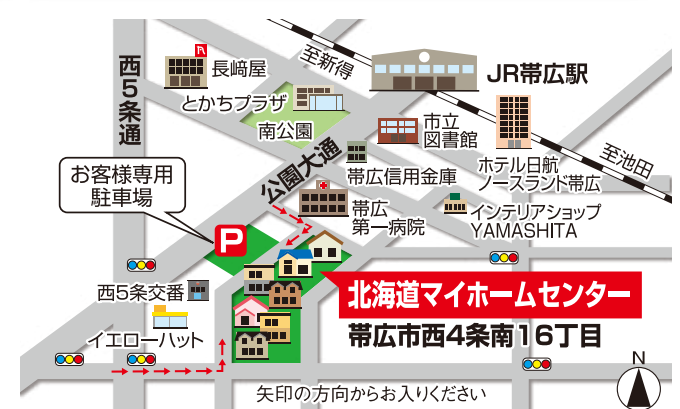 至新得
JR帯広駅
長崎屋
西5条通
とかちプラザ
南公園
市立
図書館
至池田
ホテル日航
ノースランド帯広
公園大通
帯広信用金庫
お客様専用
駐車場
帯広
第一病院
インテリアショップ
YAMASHITA
P
北海道マイホームセンター
帯広市西4条南16丁目
西5条交番
イエローハット
矢印の方向からお入りください
N